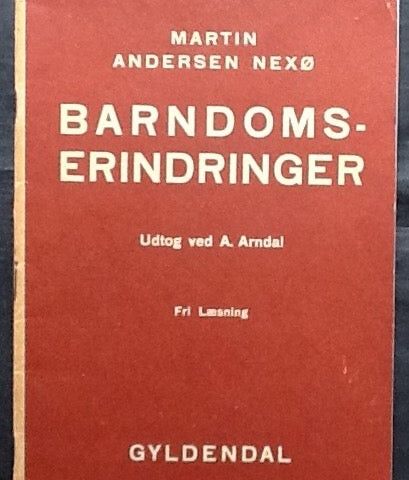 MARTIN
ANDERSEN NEXØ
BARNDOMS-
ERINDRINGER
Udtog ved A. Arndal
Fri Læsning
GYLDENDAL